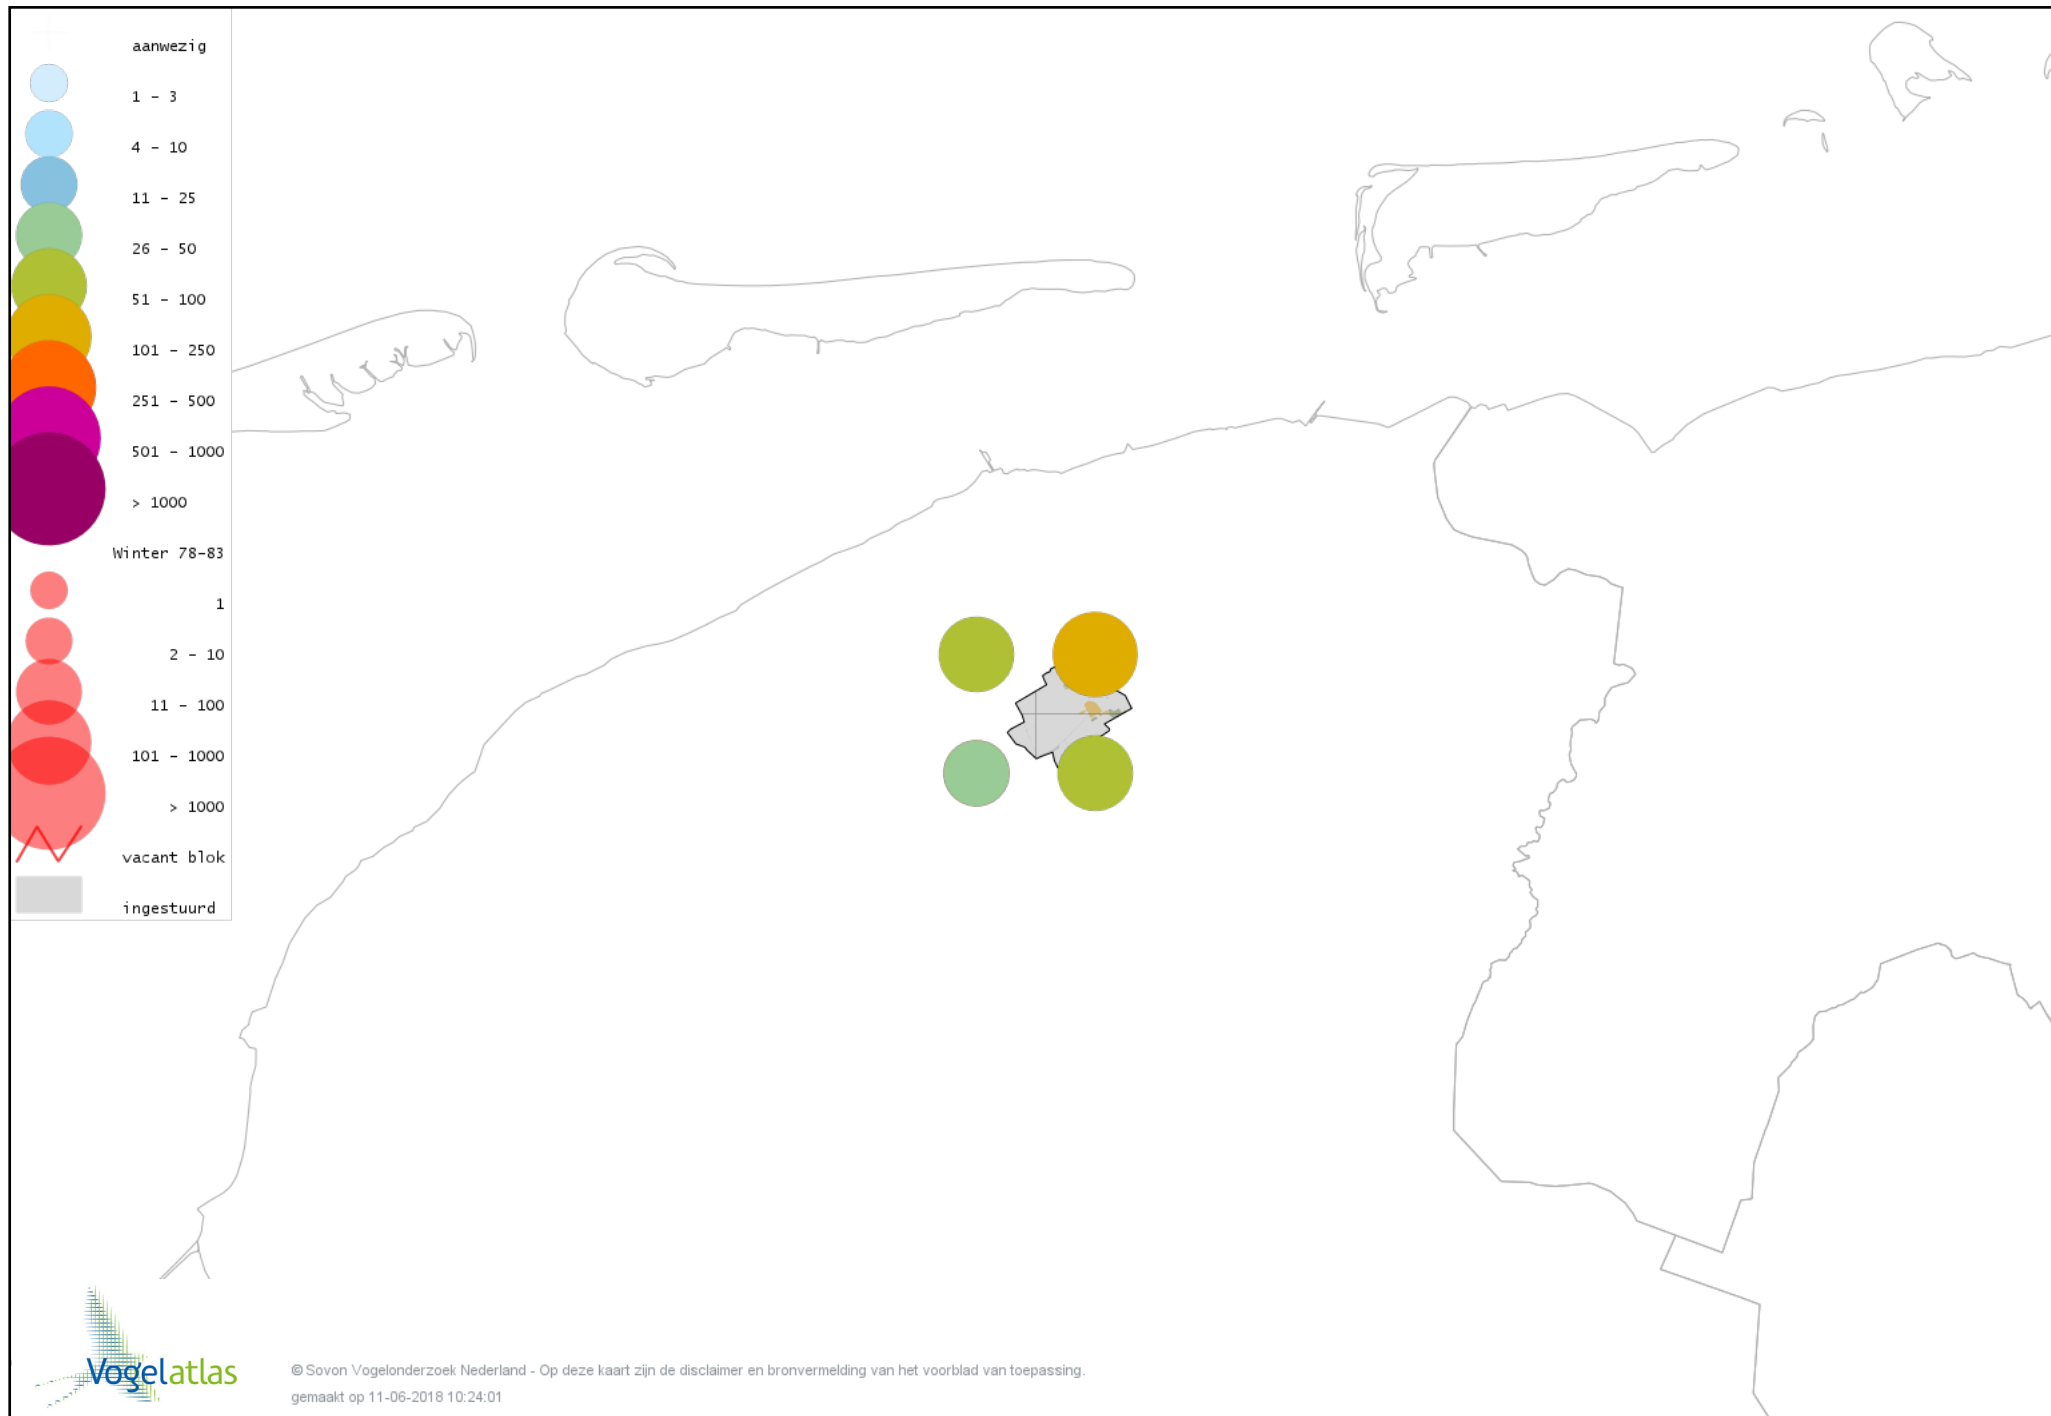 aanwezig
1 - 3
4 - 10
11 - 25
26 - 50
51 - 100
101 - 250
251 - 500
501 - 1000
> 1000
Winter 78-83
1
2 - 10
11 - 100
101 - 1000
> 1000
vacant blok
ingestuurd
Vogelatlas
© Sovon Vogelonderzoek Nederland - Op deze kaart zijn de disclaimer en bronvermelding van het voorblad van toepassing.
gemaakt op 11-06-2018 10:24:01